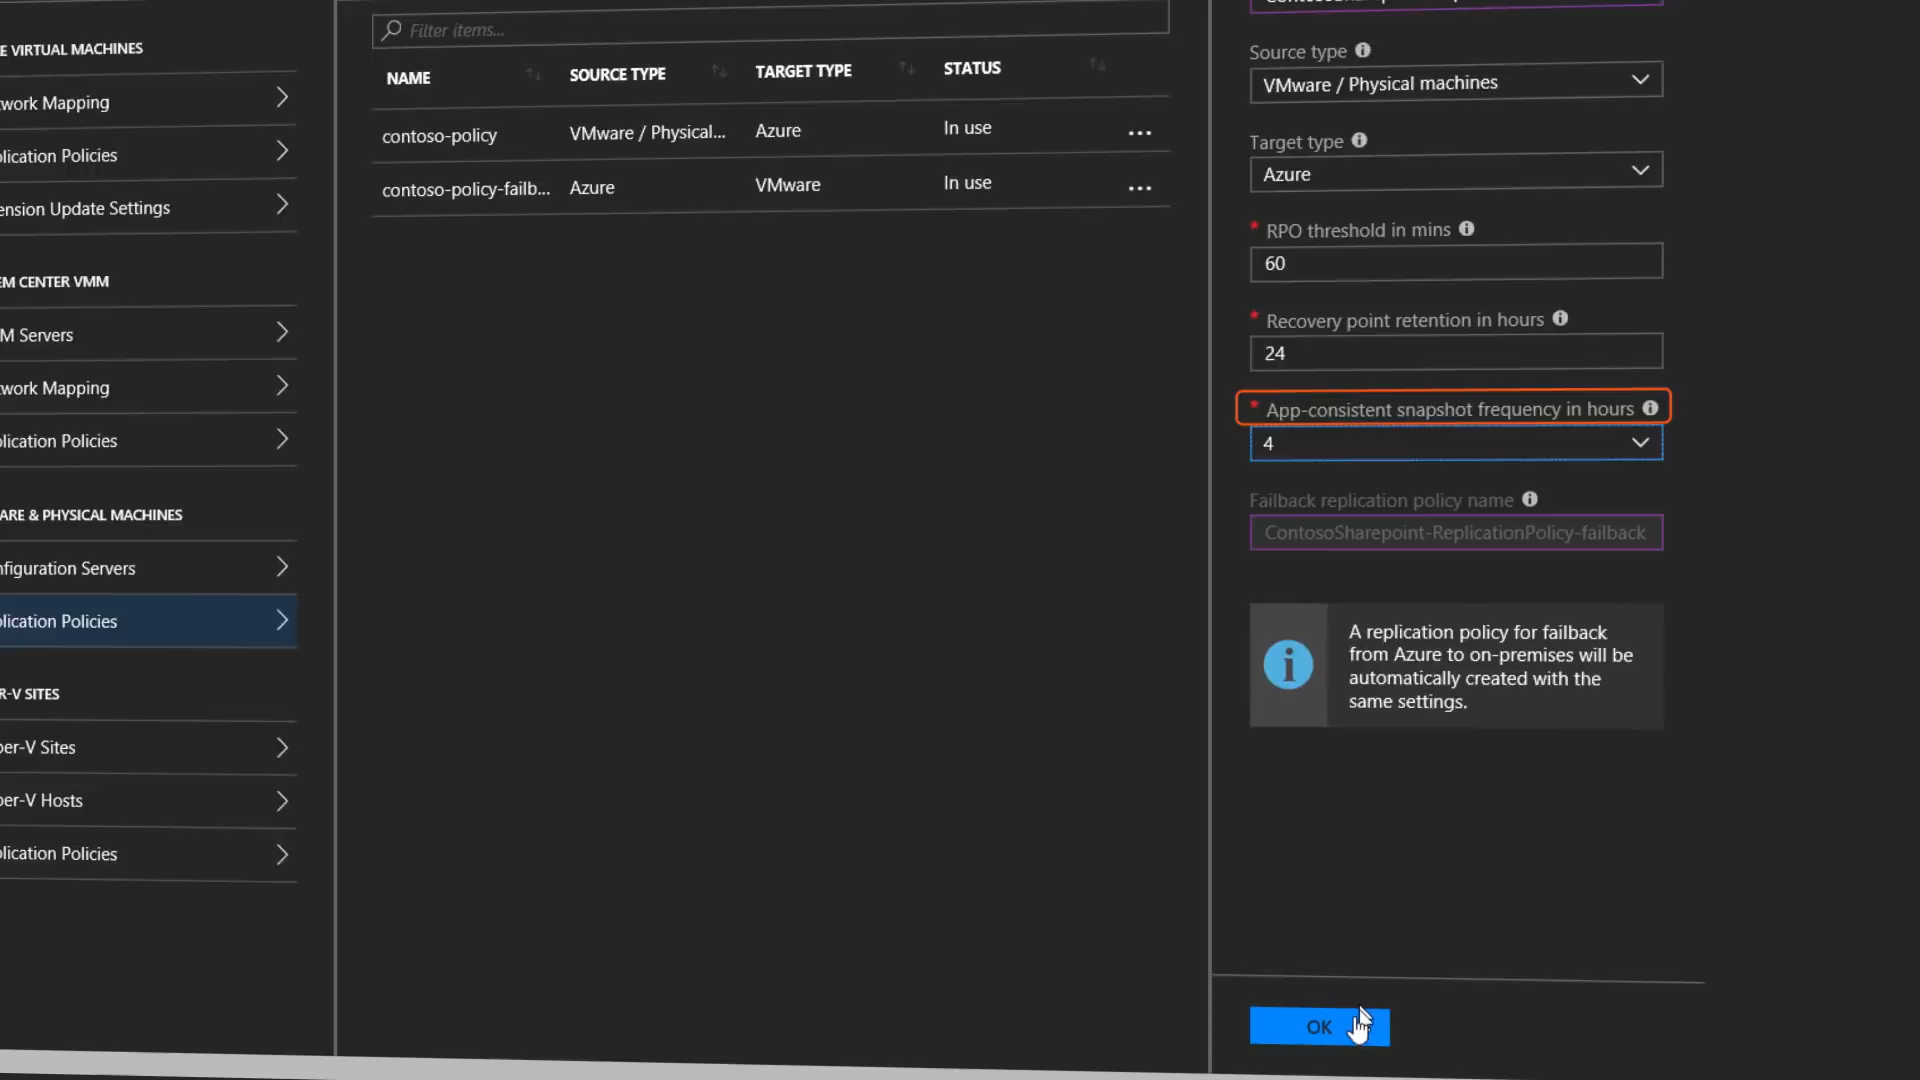 E VIRTUAL MACHINES
work Mapping
lication Policies
ension Update Settings
EM CENTER VMM
M Servers
work Mapping
lication Policies
ARE & PHYSICAL MACHINES
nfiguration Servers
lication Policies
R-V SITES
per-V Sites
per-V Hosts
lication Policies
Filter items...
NAME SOURCE TYPE TARGET TYPE STATUS
contoso-policy VMware / Physical... Azure In use ...
contoso-policy-failb... Azure VMware In use ...
Source type
VMware / Physical machines
Target type
Azure
* RPO threshold in mins
60
* Recovery point retention in hours
24
* App-consistent snapshot frequency in hours
4
Failback replication policy name
ContosoSharepoint-ReplicationPolicy-failback
A replication policy for failback
from Azure to on-premises will be
automatically created with the
same settings.
OK